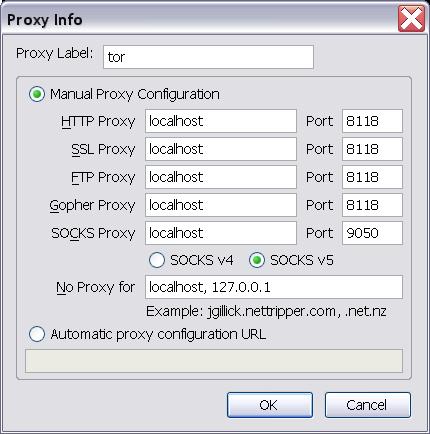 Proxy Info
Proxy Label: tor
Manual Proxy Configuration
HTTP Proxy localhost Port 8118
SSL Proxy localhost Port 8118
FTP Proxy localhost Port 8118
Gopher Proxy localhost Port 8118
SOCKS Proxy localhost Port 9050
SOCKS v4 SOCKS v5
No Proxy for localhost, 127.0.0.1
Example: jgillick.nettripper.com, .net.nz
Automatic proxy configuration URL
OK Cancel